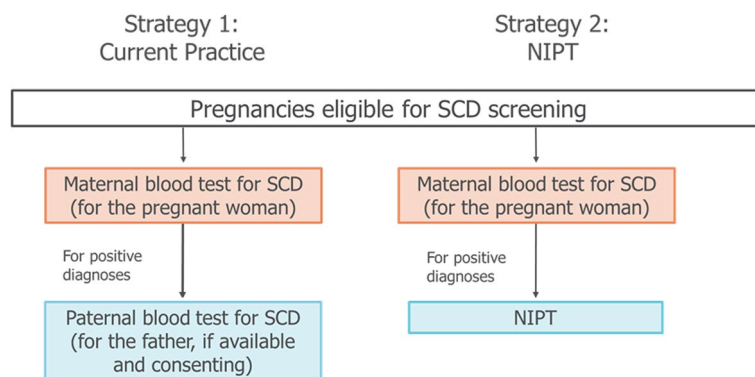 Strategy 1:
Current Practice
Strategy 2:
NIPT
Pregnancies eligible for SCD screening
Maternal blood test for SCD
(for the pregnant woman)
Maternal blood test for SCD
(for the pregnant woman)
For positive
diagnoses
For positive
diagnoses
Paternal blood test for SCD
(for the father, if available
and consenting)
NIPT